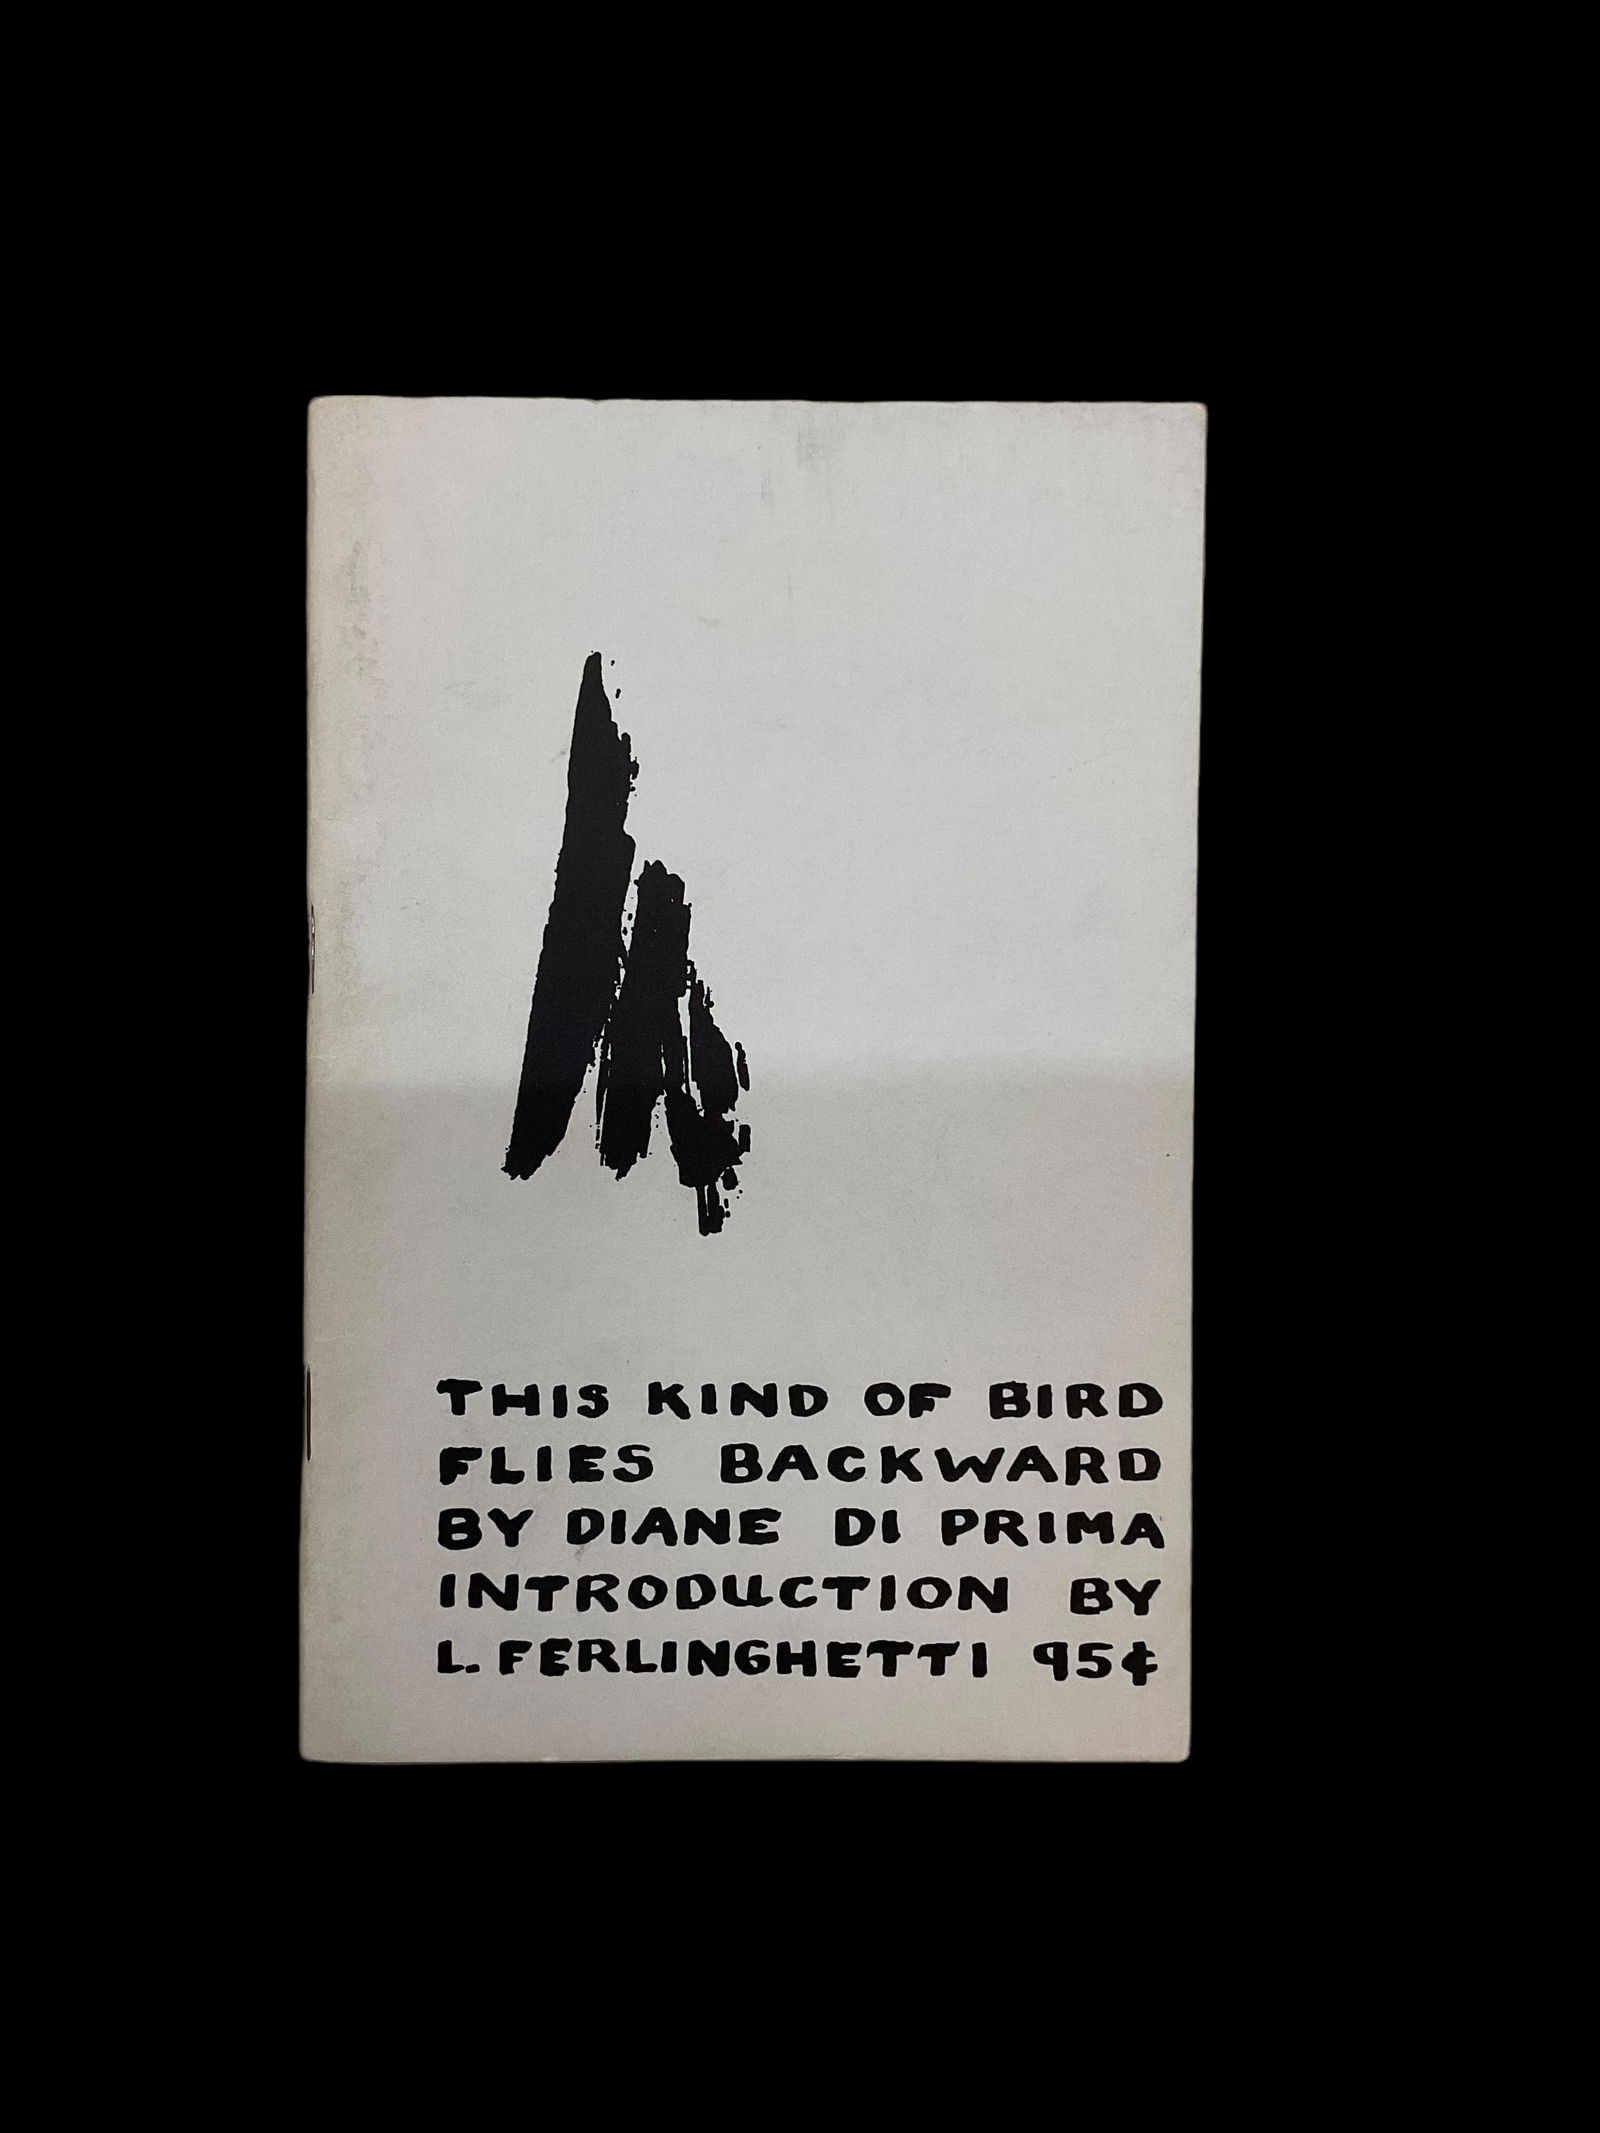 THIS KIND OF BIRD
FLIES BACKWARD
BY DIANE DI PRIMA
INTRODUCTION BY
L. FERLINGHETTI 95¢